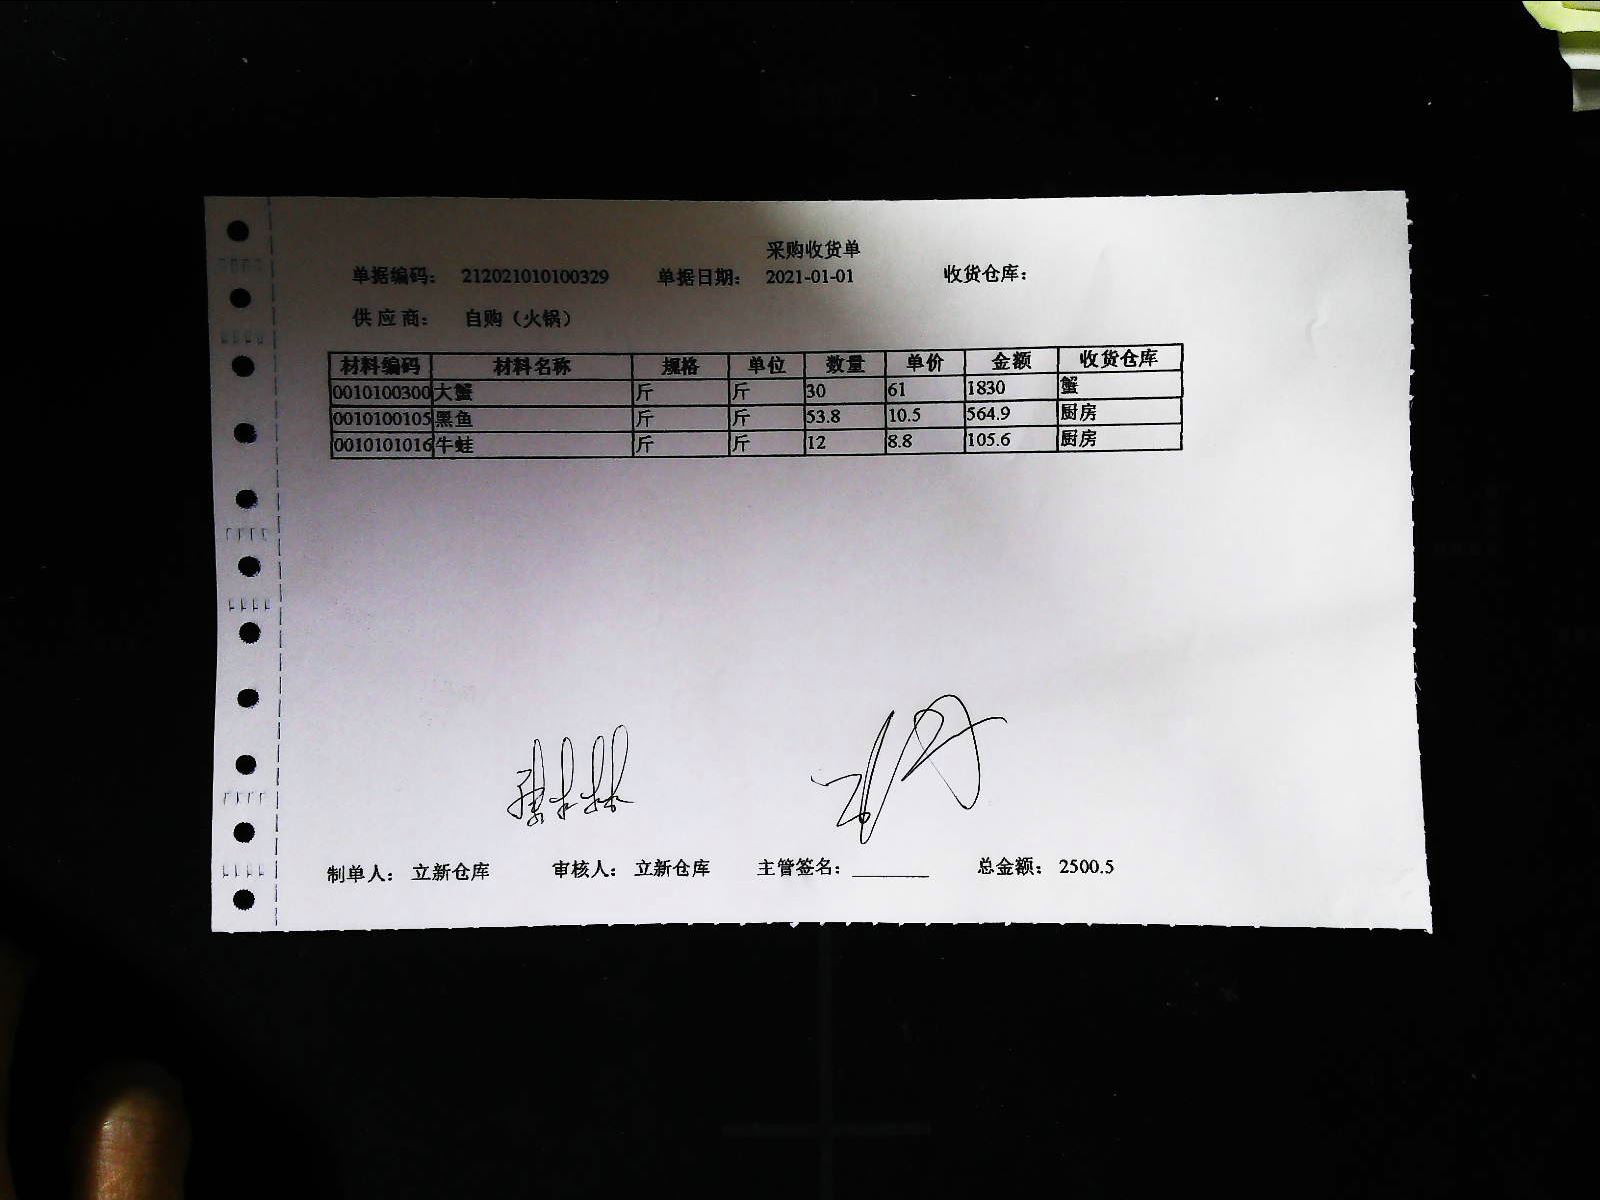 采购收货单
单据编码： 212021010100329 单据日期： 2021-01-01 收货仓库：
供 应 商： 自购（火锅）
材料编码 材料名称 规格 单位 数量 单价 金额 收货仓库
0010100300 大蟹 斤 斤 30 61 1830 蟹
0010100105 黑鱼 斤 斤 53.8 10.5 564.9 厨房
0010101016 牛蛙 斤 斤 12 8.8 105.6 厨房
制单人： 立新仓库 审核人： 立新仓库 主管签名：________ 总金额： 2500.5